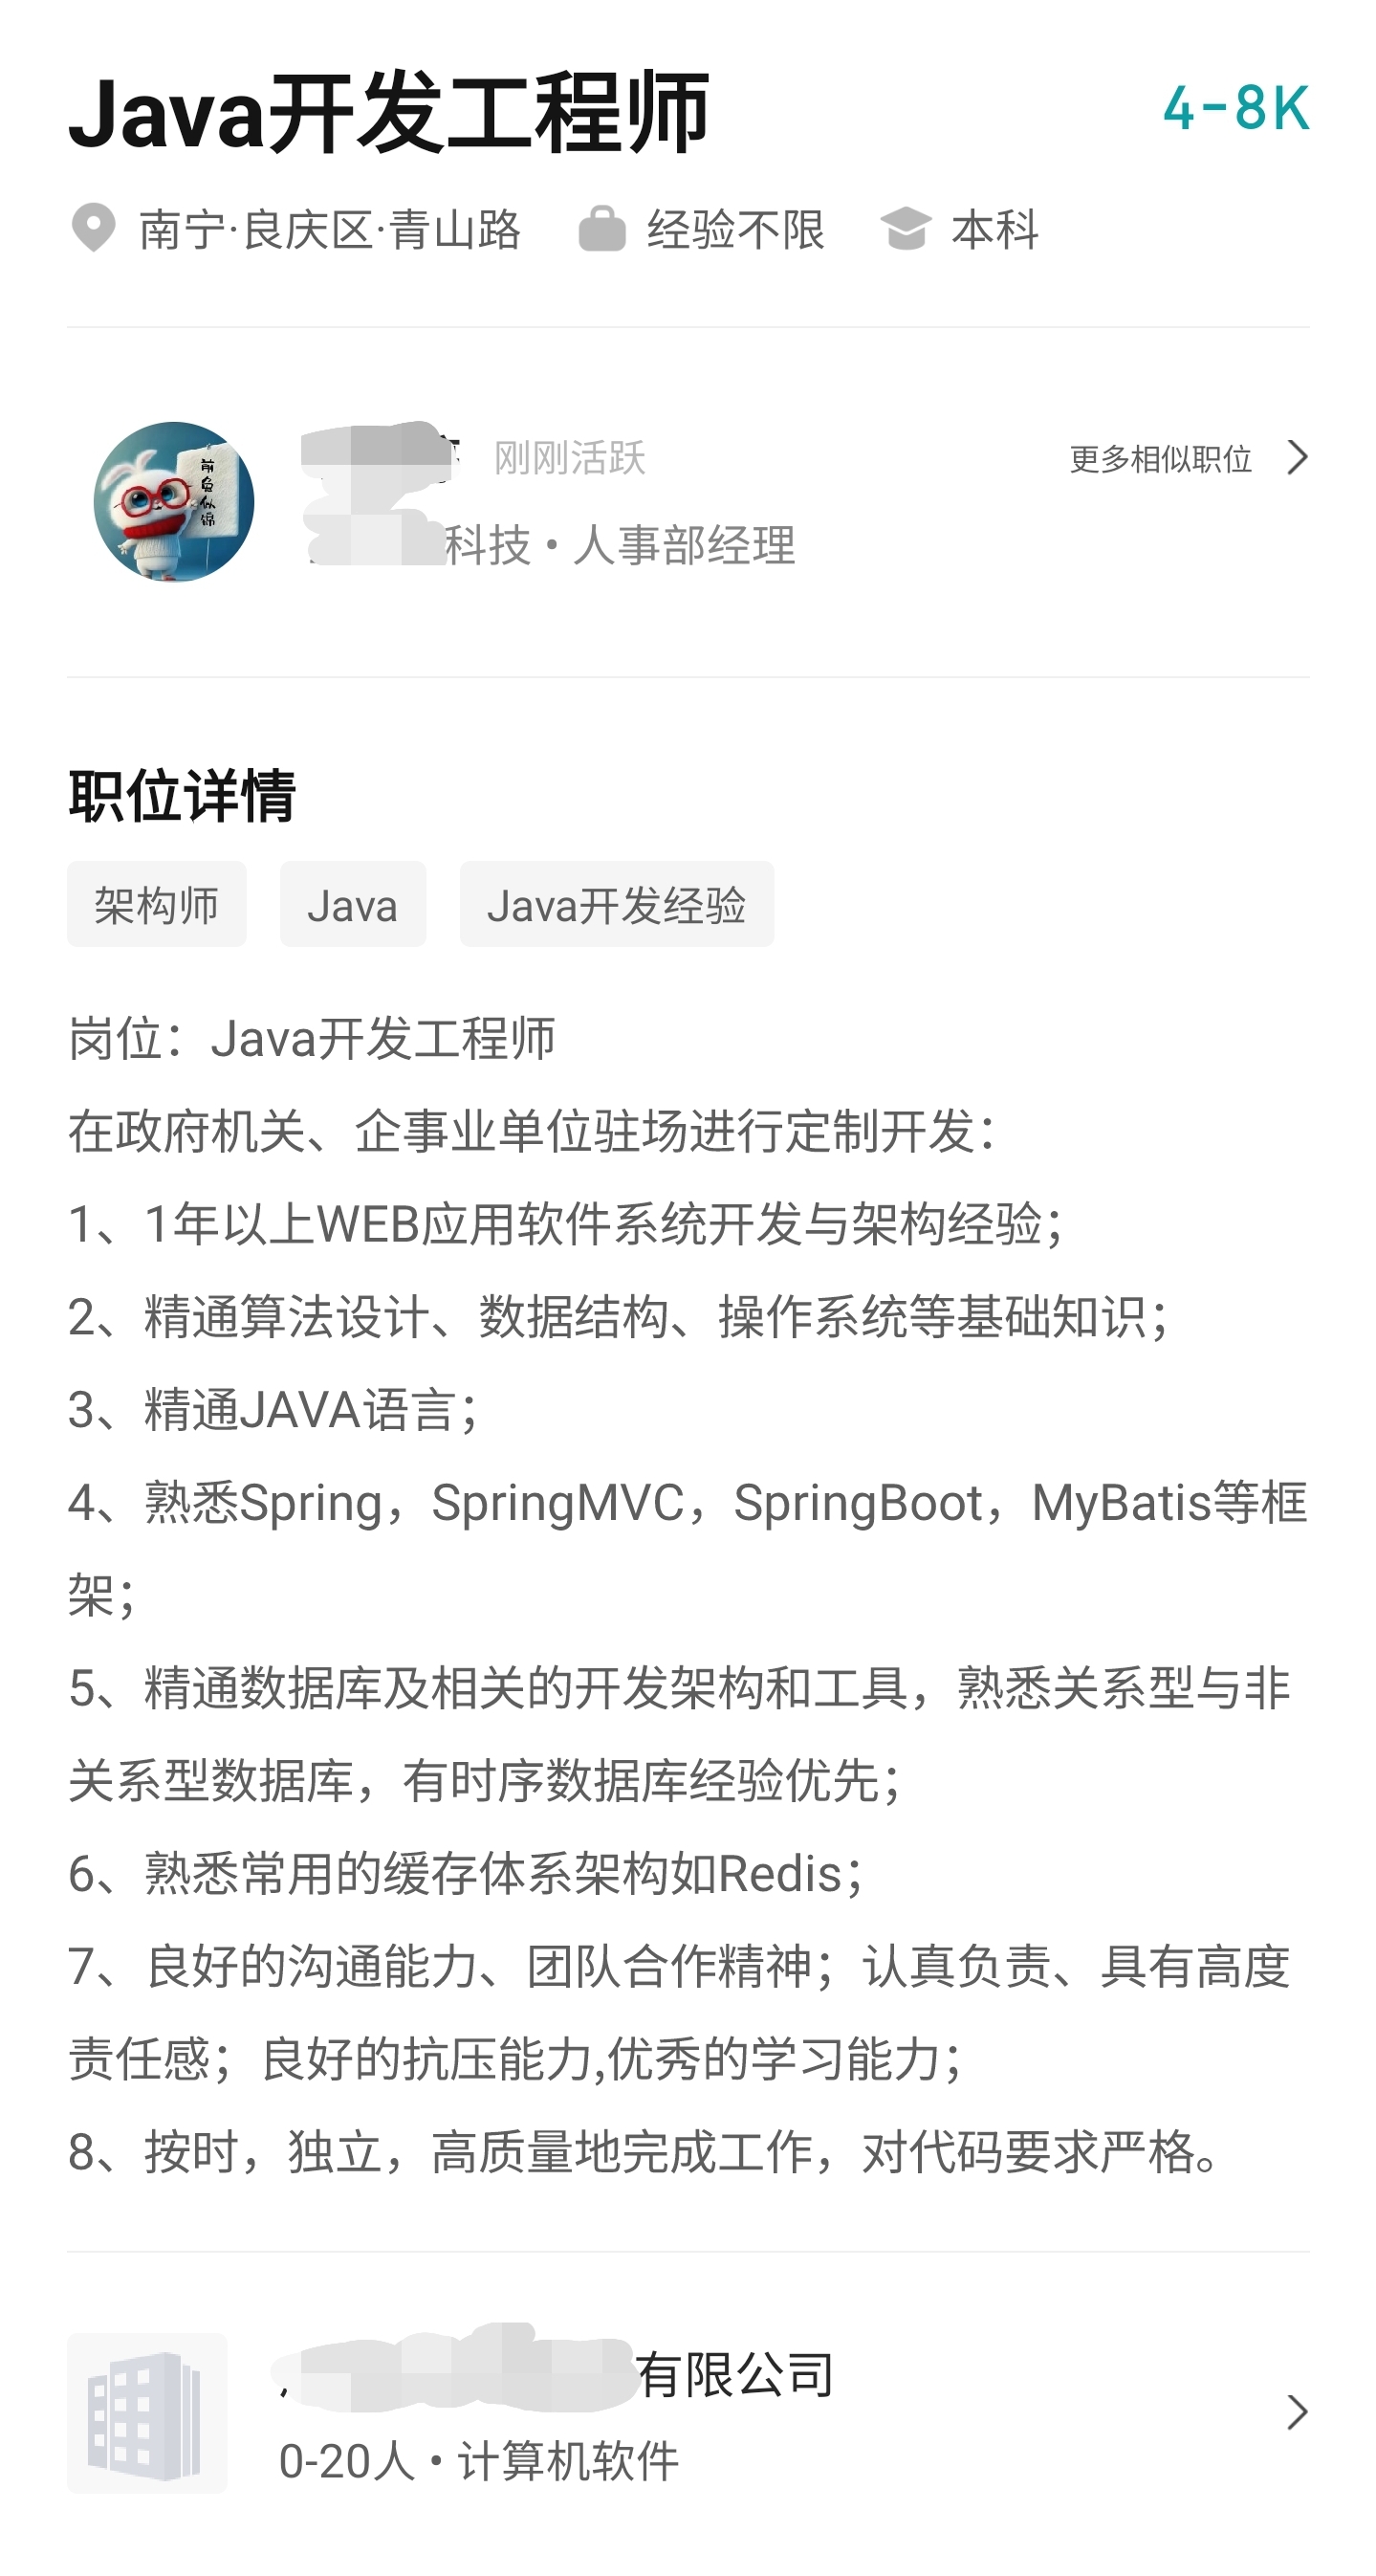 Java开发工程师
4-8K
南宁·良庆区·青山路 经验不限 本科
刚刚活跃
更多相似职位
科技·人事部经理
前
似
锦
职位详情
架构师 Java Java开发经验
岗位：Java开发工程师
在政府机关、企事业单位驻场进行定制开发：
1、1年以上WEB应用软件系统开发与架构经验；
2、精通算法设计、数据结构、操作系统等基础知识；
3、精通JAVA语言；
4、熟悉Spring，SpringMVC，SpringBoot，MyBatis等框
架；
5、精通数据库及相关的开发架构和工具，熟悉关系型与非
关系型数据库，有时序数据库经验优先；
6、熟悉常用的缓存体系架构如Redis；
7、良好的沟通能力、团队合作精神；认真负责、具有高度
责任感；良好的抗压能力,优秀的学习能力；
8、按时，独立，高质量地完成工作，对代码要求严格。
有限公司
0-20人·计算机软件